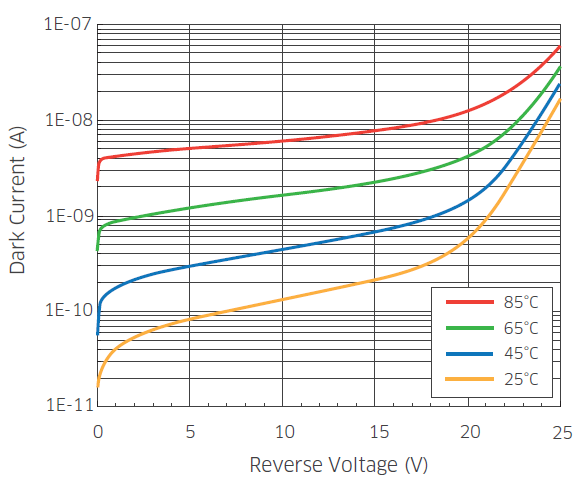 1E-07
1E-08
1E-09
1E-10
1E-11
Dark Current (A)
0 5 10 15 20 25
Reverse Voltage (V)
85°C
65°C
45°C
25°C